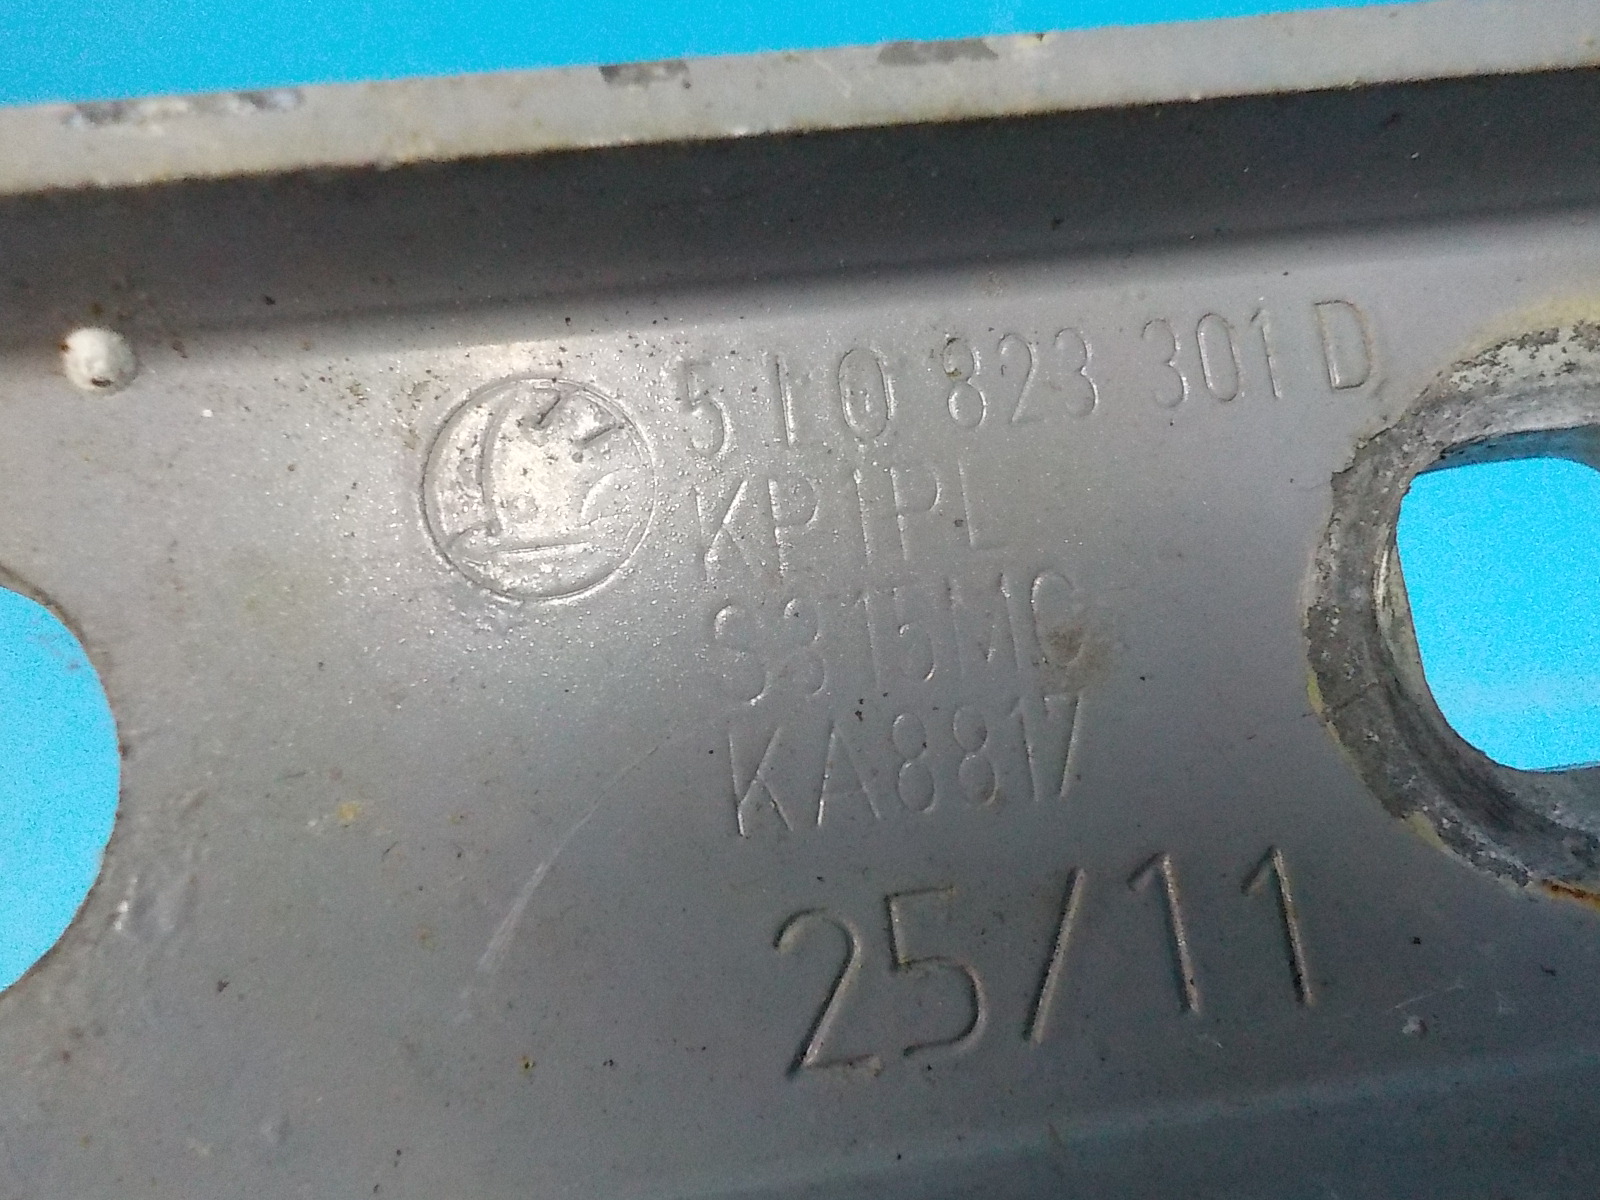 510 823 301 D
KP1PL
S315MC
KA8817
25/11